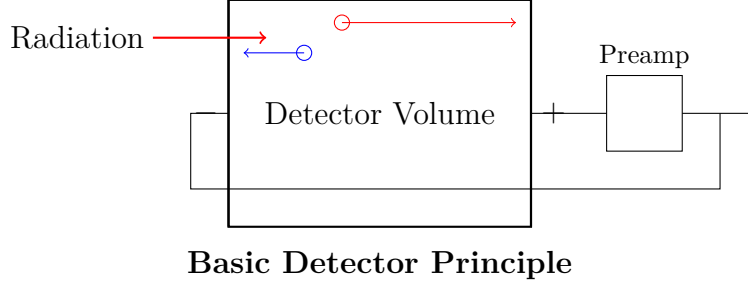 Radiation
Preamp
− Detector Volume +
Basic Detector Principle